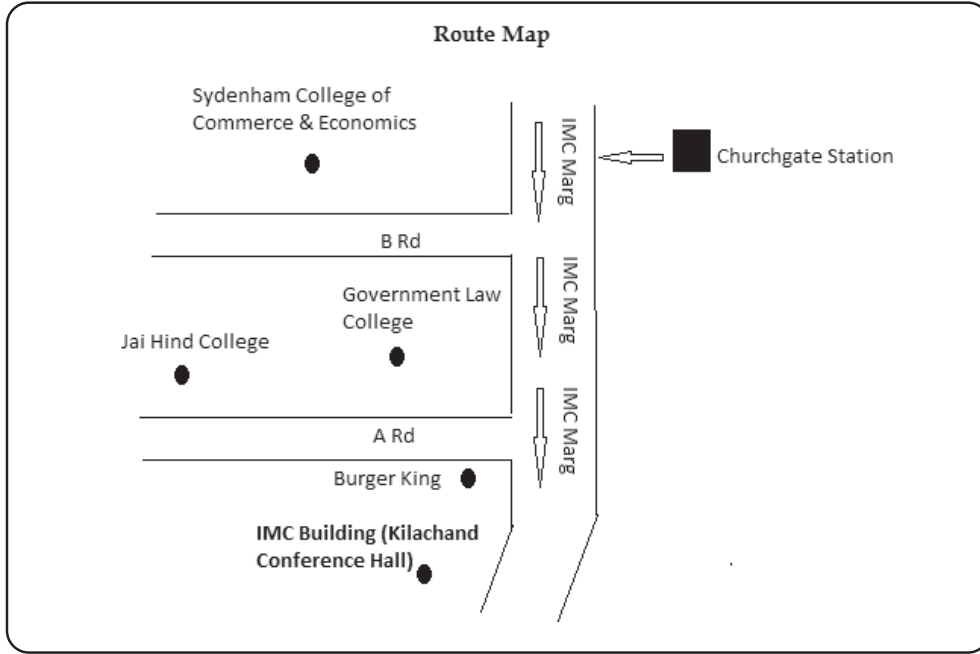 Route Map
Sydenham College of
Commerce & Economics
IMC Marg
Churchgate Station
B Rd
IMC Marg
Government Law
College
Jai Hind College
IMC Marg
A Rd
Burger King
IMC Building (Kilachand
Conference Hall)